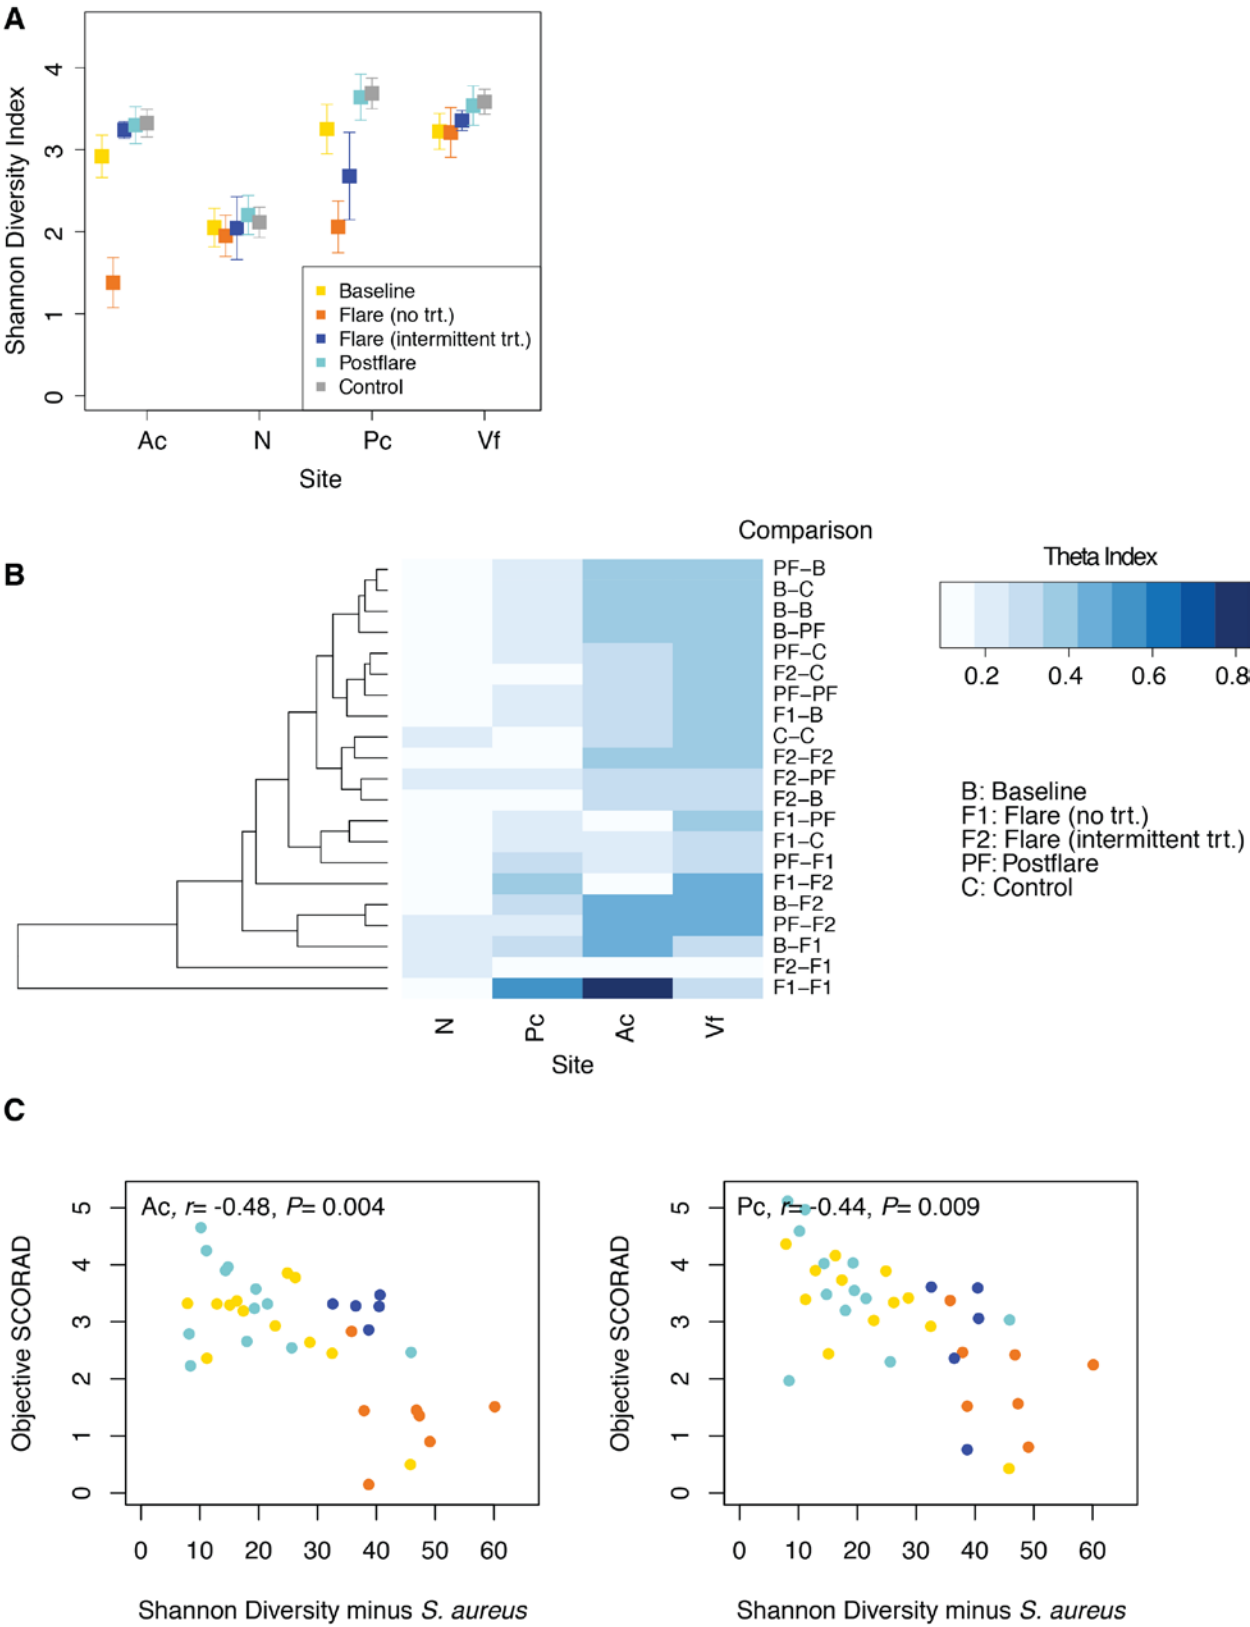 A
Shannon Diversity Index
4
3
2
1
0
Baseline
Flare (no trt.)
Flare (intermittent trt.)
Postflare
Control
Ac N Pc Vf
Site
B
Comparison
PF-B
B-C
B-B
B-PF
PF-C
F2-C
PF-PF
F1-B
C-C
F2-F2
F2-PF
F2-B
F1-PF
F1-C
PF-F1
F1-F2
B-F2
PF-F2
B-F1
F2-F1
F1-F1
N Pc Ac Vf
Site
Theta Index
0.2 0.4 0.6 0.8
B: Baseline
F1: Flare (no trt.)
F2: Flare (intermittent trt.)
PF: Postflare
C: Control
C
Ac, r= -0.48, P= 0.004
Objective SCORAD
5
4
3
2
1
0
0 10 20 30 40 50 60
Shannon Diversity minus S. aureus
Pc, r= -0.44, P= 0.009
Objective SCORAD
5
4
3
2
1
0
0 10 20 30 40 50 60
Shannon Diversity minus S. aureus